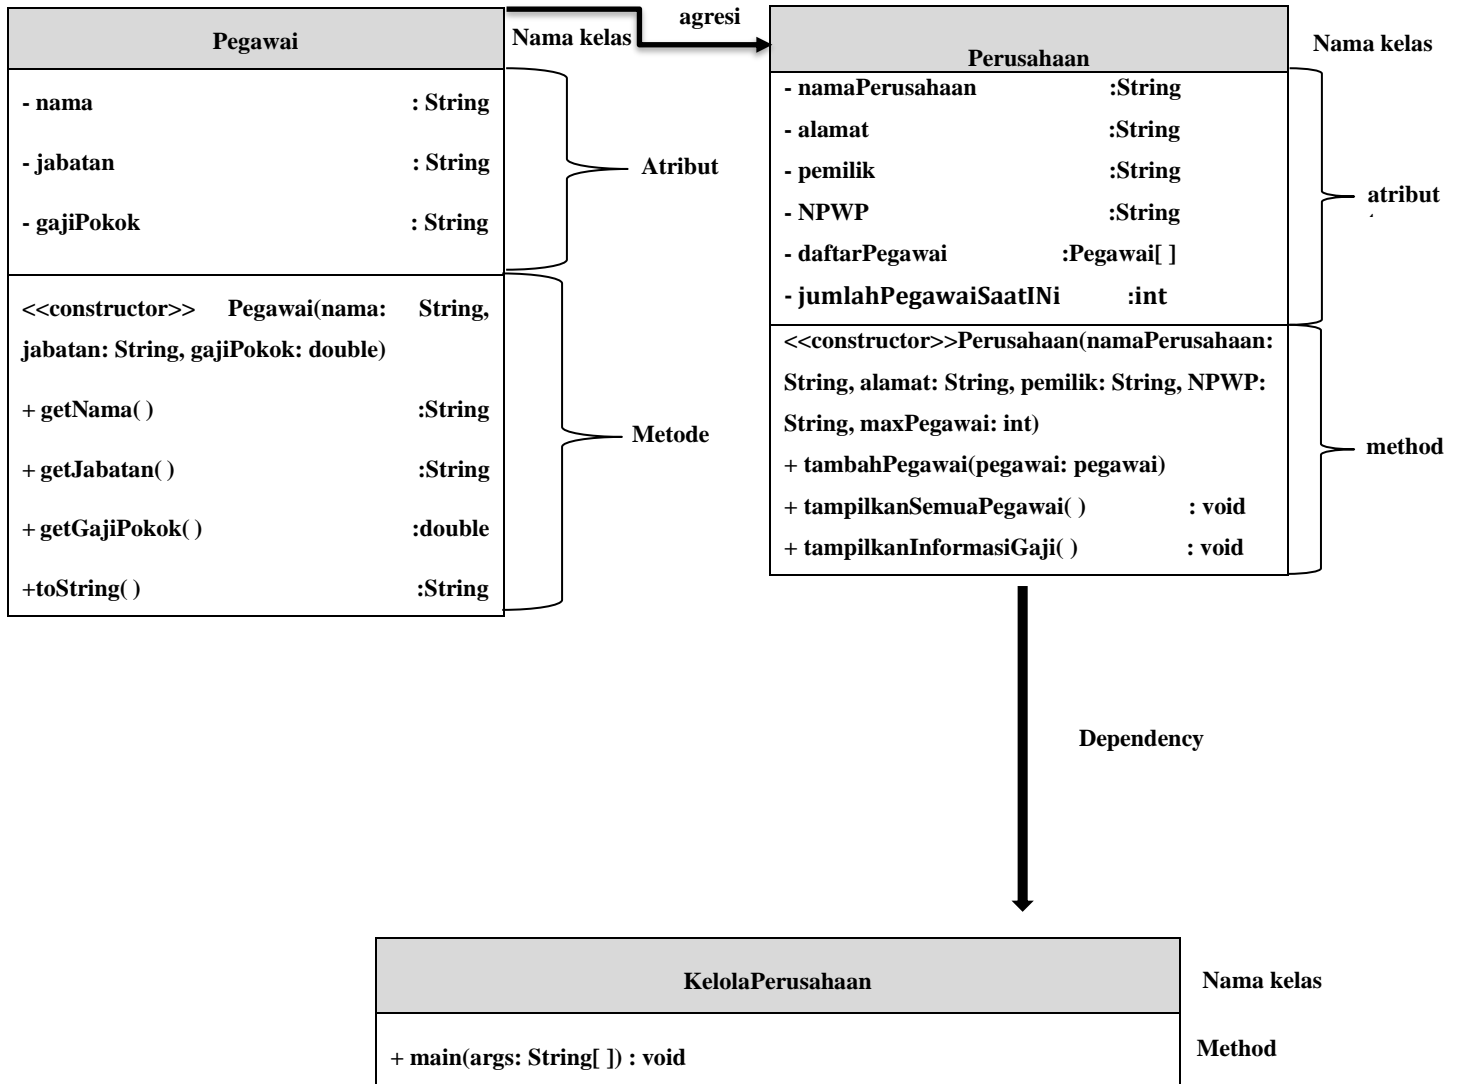 Pegawai
Nama kelas
- nama : String
- jabatan : String
- gajiPokok : String
Atribut
<<constructor>> Pegawai(nama: String,
jabatan: String, gajiPokok: double)
+ getNama( ) :String
+ getJabatan( ) :String
+ getGajiPokok( ) :double
+toString( ) :String
Metode
agresi
Perusahaan
Nama kelas
- namaPerusahaan :String
- alamat :String
- pemilik :String
- NPWP :String
- daftarPegawai :Pegawai[ ]
- jumlahPegawaiSaatINi :int
atribut
<<constructor>>Perusahaan(namaPerusahaan:
String, alamat: String, pemilik: String, NPWP:
String, maxPegawai: int)
+ tambahPegawai(pegawai: pegawai)
+ tampilkanSemuaPegawai( ) : void
+ tampilkanInformasiGaji( ) : void
method
Dependency
KelolaPerusahaan
Nama kelas
+ main(args: String[ ]) : void
Method